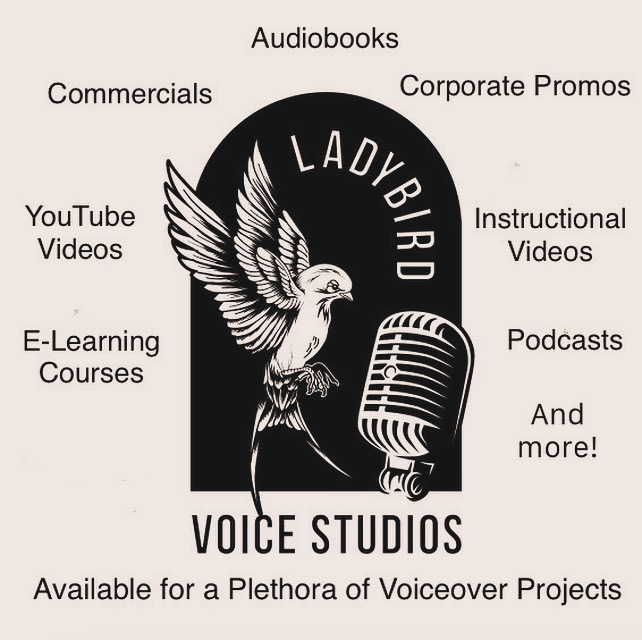 Audiobooks
Commercials
Corporate Promos
LADYBIRD
YouTube
Videos
Instructional
Videos
E-Learning
Courses
Podcasts
And
more!
VOICE STUDIOS
Available for a Plethora of Voiceover Projects